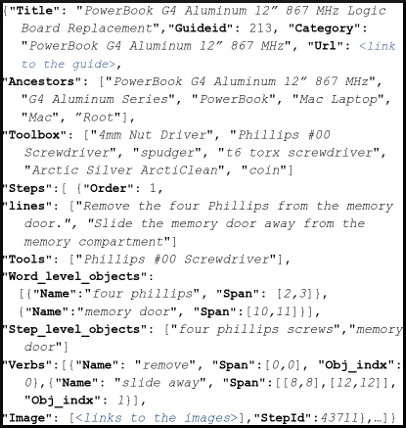 {"Title": "PowerBook G4 Aluminum 12” 867 MHz Logic
Board Replacement","Guideid": 213, "Category":
"PowerBook G4 Aluminum 12” 867 MHz", "Url": <link
to the guide>,
"Ancestors": ["PowerBook G4 Aluminum 12” 867 MHz",
"G4 Aluminum Series", "PowerBook", "Mac Laptop",
"Mac", ”Root"],
"Toolbox": ["4mm Nut Driver", "Phillips #00
Screwdriver", "spudger", "t6 torx screwdriver",
"Arctic Silver ArctiClean", "coin"]
"Steps":[ {"Order": 1,
"lines": ["Remove the four Phillips from the memory
door.", "Slide the memory door away from the
memory compartment"]
"Tools": ["Phillips #00 Screwdriver"],
"Word_level_objects":
[{"Name":"four phillips", "Span": [2,3]},
{"Name":"memory door", "Span":[10,11]}],
"Step_level_objects": ["four phillips screws","memory
door"]
"Verbs":[{"Name": "remove", "Span":[0,0], "Obj_indx":
0},{"Name": "slide away", "Span":[[8,8],[12,12]],
"Obj_indx": 1}],
"Image": [<links to the images>],"StepId":43711},…]}